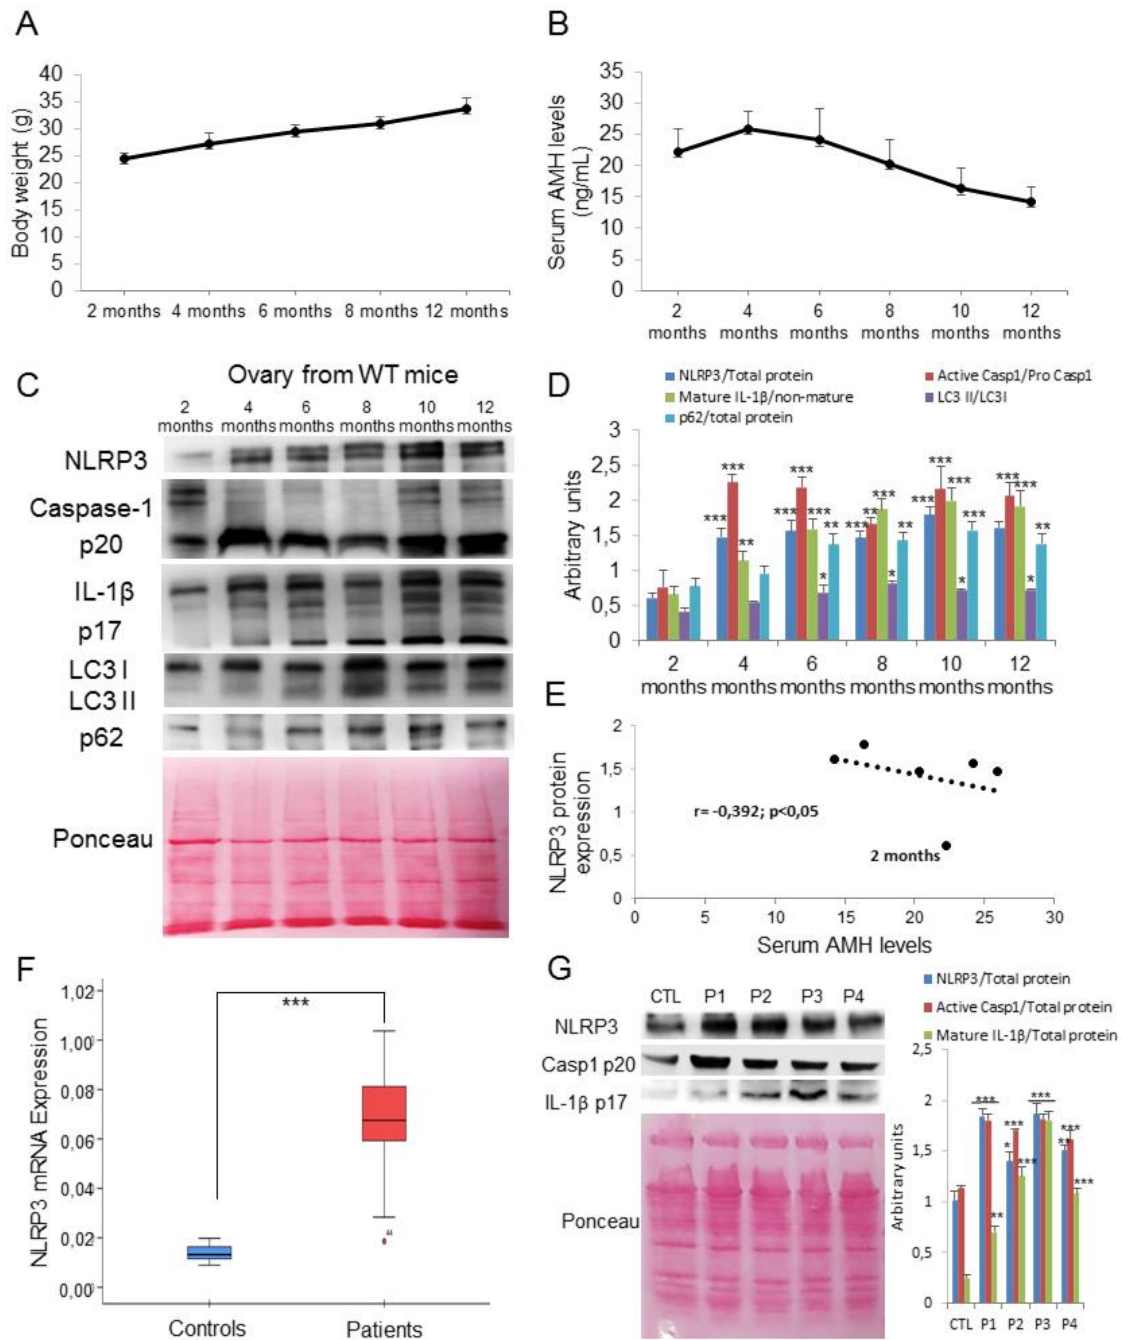 A
40
35
30
25
20
15
10
5
0
Body weight (g)
2 months 4 months 6 months 8 months 12 months
B
35
30
25
20
15
10
5
0
Serum AMH levels
(ng/mL)
2 4 6 8 10 12
months months months months months months
C
Ovary from WT mice
2 4 6 8 10 12
months months months months months months
NLRP3
Caspase-1
p20
IL-1β
p17
LC3 I
LC3 II
p62
Ponceau
D
NLRP3/Total protein
Active Casp1/Pro Casp1
Mature IL-1β/non-mature
LC3 II/LC3I
p62/total protein
3
2,5
2
1,5
1
0,5
0
Arbitrary units
*** *** **
*** *** *** ** *
*** ** *** ** *
*** *** *** *** *
*** *** *** ** *
2 4 6 8 10 12
months months months months months months
E
2
1,5
1
0,5
0
NLRP3 protein
expression
r= -0,392; p<0,05
2 months
0 5 10 15 20 25 30
Serum AMH levels
F
1,02
1,00
0,08
0,06
0,04
0,02
0,00
NLRP3 mRNA Expression
***
Controls Patients
G
CTL P1 P2 P3 P4
NLRP3
Casp1 p20
IL-1β p17
Ponceau
NLRP3/Total protein
Active Casp1/Total protein
Mature IL-1β/Total protein
2,5
2
1,5
1
0,5
0
Arbitrary units
*** **
* *** ***
***
** *** ***
CTL P1 P2 P3 P4